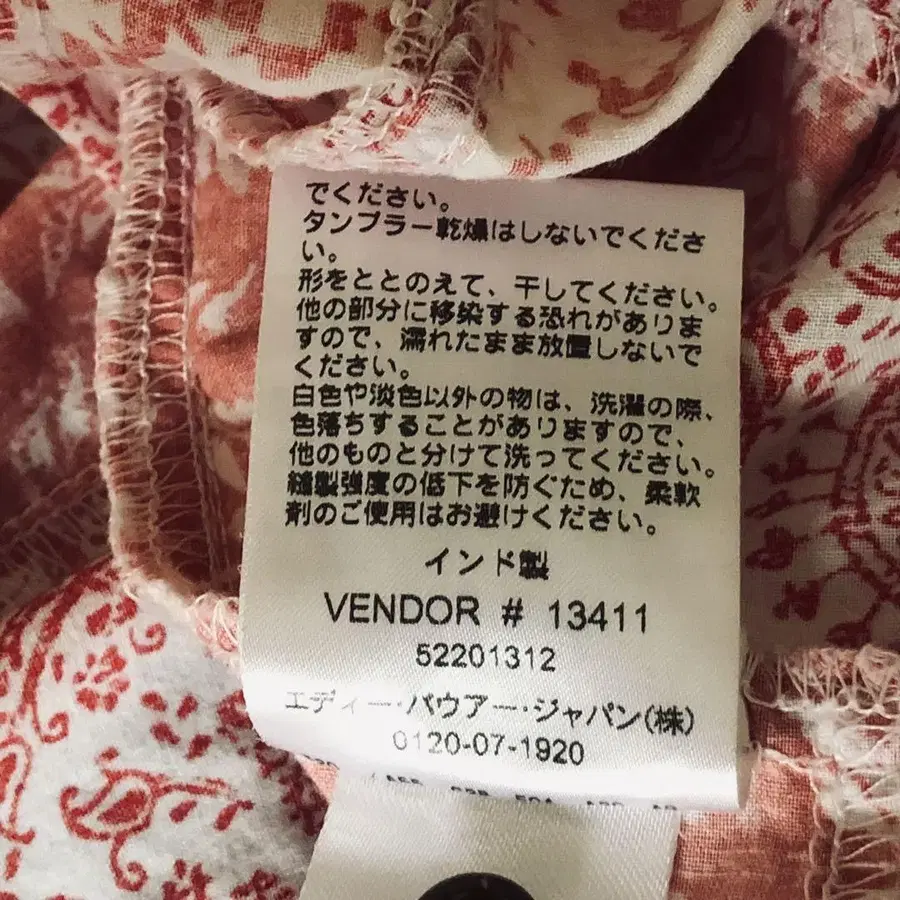 でください。
タンブラー乾燥はしないでくださ
い。
形をととのえて、干してください。
他の部分に移染する恐れがありま
すので、濡れたまま放置しないで
ください。
白色や淡色以外の物は、洗濯の際、
色落ちすることがありますので、
他のものと分けて洗ってください。
縫製強度の低下を防ぐため、柔軟
剤のご使用はお避けください。
インド製
VENDOR # 13411
52201312
エディー・バウアー・ジャパン(株)
0120-07-1920